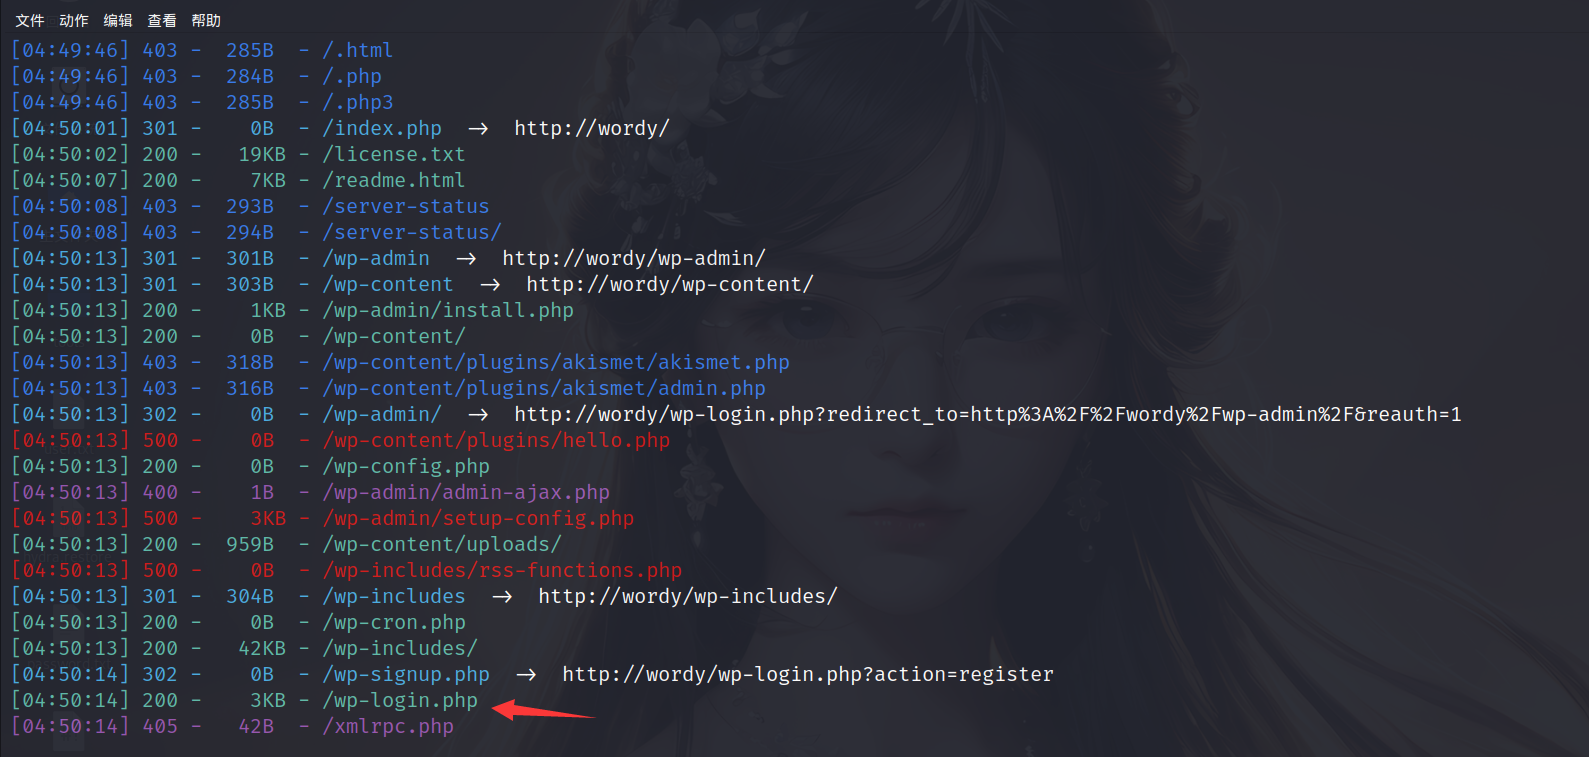 文件 动作 编辑 查看 帮助
[04:49:46] 403 -  285B  - /.html
[04:49:46] 403 -  284B  - /.php
[04:49:46] 403 -  285B  - /.php3
[04:50:01] 301 -    0B  - /index.php  →  http://wordy/
[04:50:02] 200 -   19KB - /license.txt
[04:50:07] 200 -    7KB - /readme.html
[04:50:08] 403 -  293B  - /server-status
[04:50:08] 403 -  294B  - /server-status/
[04:50:13] 301 -  301B  - /wp-admin  →  http://wordy/wp-admin/
[04:50:13] 301 -  303B  - /wp-content  →  http://wordy/wp-content/
[04:50:13] 200 -    1KB - /wp-admin/install.php
[04:50:13] 200 -    0B  - /wp-content/
[04:50:13] 403 -  318B  - /wp-content/plugins/akismet/akismet.php
[04:50:13] 403 -  316B  - /wp-content/plugins/akismet/admin.php
[04:50:13] 302 -    0B  - /wp-admin/  →  http://wordy/wp-login.php?redirect_to=http%3A%2F%2Fwordy%2Fwp-admin%2F&reauth=1
[04:50:13] 500 -    0B  - /wp-content/plugins/hello.php
[04:50:13] 200 -    0B  - /wp-config.php
[04:50:13] 400 -    1B  - /wp-admin/admin-ajax.php
[04:50:13] 500 -    3KB - /wp-admin/setup-config.php
[04:50:13] 200 -  959B  - /wp-content/uploads/
[04:50:13] 500 -    0B  - /wp-includes/rss-functions.php
[04:50:13] 301 -  304B  - /wp-includes  →  http://wordy/wp-includes/
[04:50:13] 200 -    0B  - /wp-cron.php
[04:50:13] 200 -   42KB - /wp-includes/
[04:50:14] 302 -    0B  - /wp-signup.php  →  http://wordy/wp-login.php?action=register
[04:50:14] 200 -    3KB - /wp-login.php
[04:50:14] 405 -   42B  - /xmlrpc.php